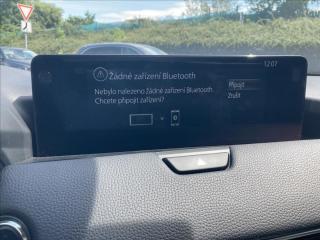 12:07
Žádné zařízení Bluetooth
Nebylo nalezeno žádné zařízení Bluetooth.
Chcete připojit zařízení?
Připojit
Zrušit